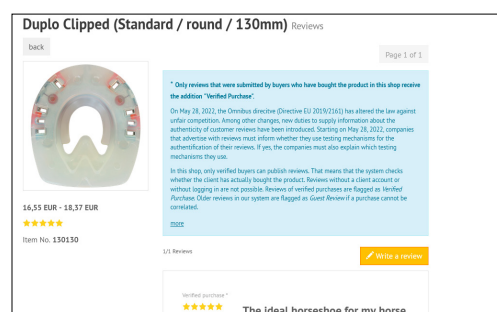 Duplo Clipped (Standard / round / 130mm) Reviews
back
Page 1 of 1
* Only reviews that were submitted by buyers who have bought the product in this shop receive
the addition "Verified Purchase".
On May 28, 2022, the Omnibus direcitve (Directive EU 2019/2161) has altered the law against
unfair competition. Among other changes, new duties to supply information about the
authenticity of customer reviews have been introduced. Starting on May 28, 2022, companies
that advertise with reviews must inform whether they use testing mechanisms for the
authentification of their reviews. If yes, the companies must also explain which testing
mechanisms they use.
In this shop, only verified buyers can publish reviews. That means that the system checks
whether the client has actually bought the product. Reviews without a client account or
without logging in are not possible. Reviews of verified purchases are flagged as Verified
Purchase. Older reviews in our system are flagged as Guest Review if a purchase cannot be
correlated.
more
16,55 EUR - 18,37 EUR
Item No. 130130
1/1 Reviews
Write a review
Verified purchase *
The ideal horseshoe for my horse